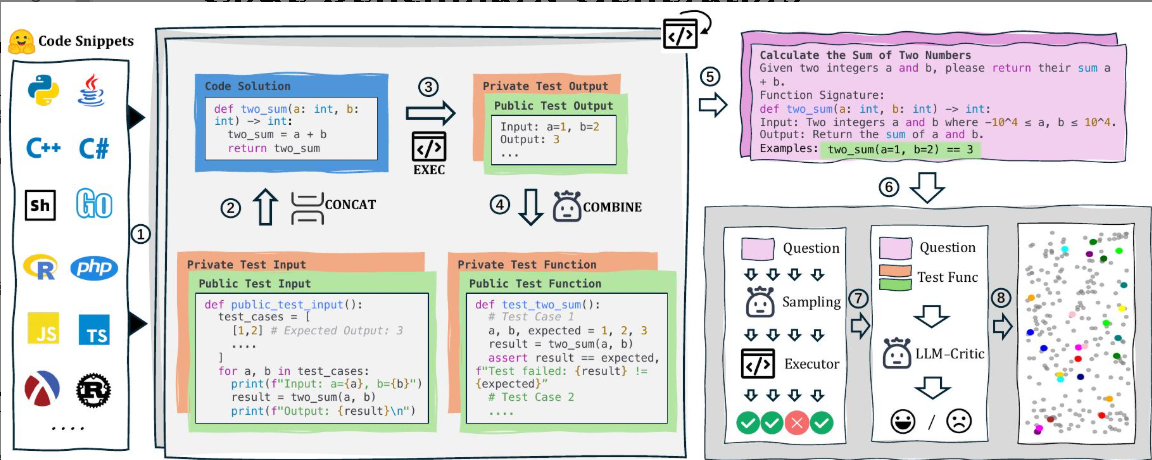 Code Snippets
C++
C#
sh
GO
R
php
JS
TS
....
①
</>
Code Solution
def two_sum(a: int, b:
int) -> int:
two_sum = a + b
return two_sum
③
</>
EXEC
Private Test Output
Public Test Output
Input: a=1, b=2
Output: 3
...
②
CONCAT
④
COMBINE
Private Test Input
Public Test Input
def public_test_input():
test_cases = [
[1,2] # Expected Output: 3
....
]
for a, b in test_cases:
print(f"Input: a={a}, b={b}")
result = two_sum(a, b)
print(f"Output: {result}\n")
Private Test Function
Public Test Function
def test_two_sum():
# Test Case 1
a, b, expected = 1, 2, 3
result = two_sum(a, b)
assert result == expected,
f"Test failed: {result} !=
{expected}"
# Test Case 2
....
⑤
Calculate the Sum of Two Numbers
Given two integers a and b, please return their sum a
+ b.
Function Signature:
def two_sum(a: int, b: int) -> int:
Input: Two integers a and b where -10^4 ≤ a, b ≤ 10^4.
Output: Return the sum of a and b.
Examples: two_sum(a=1, b=2) == 3
⑥
Question
Sampling
</>
Executor
⑦
Question
Test Func
LLM-Critic
/
⑧